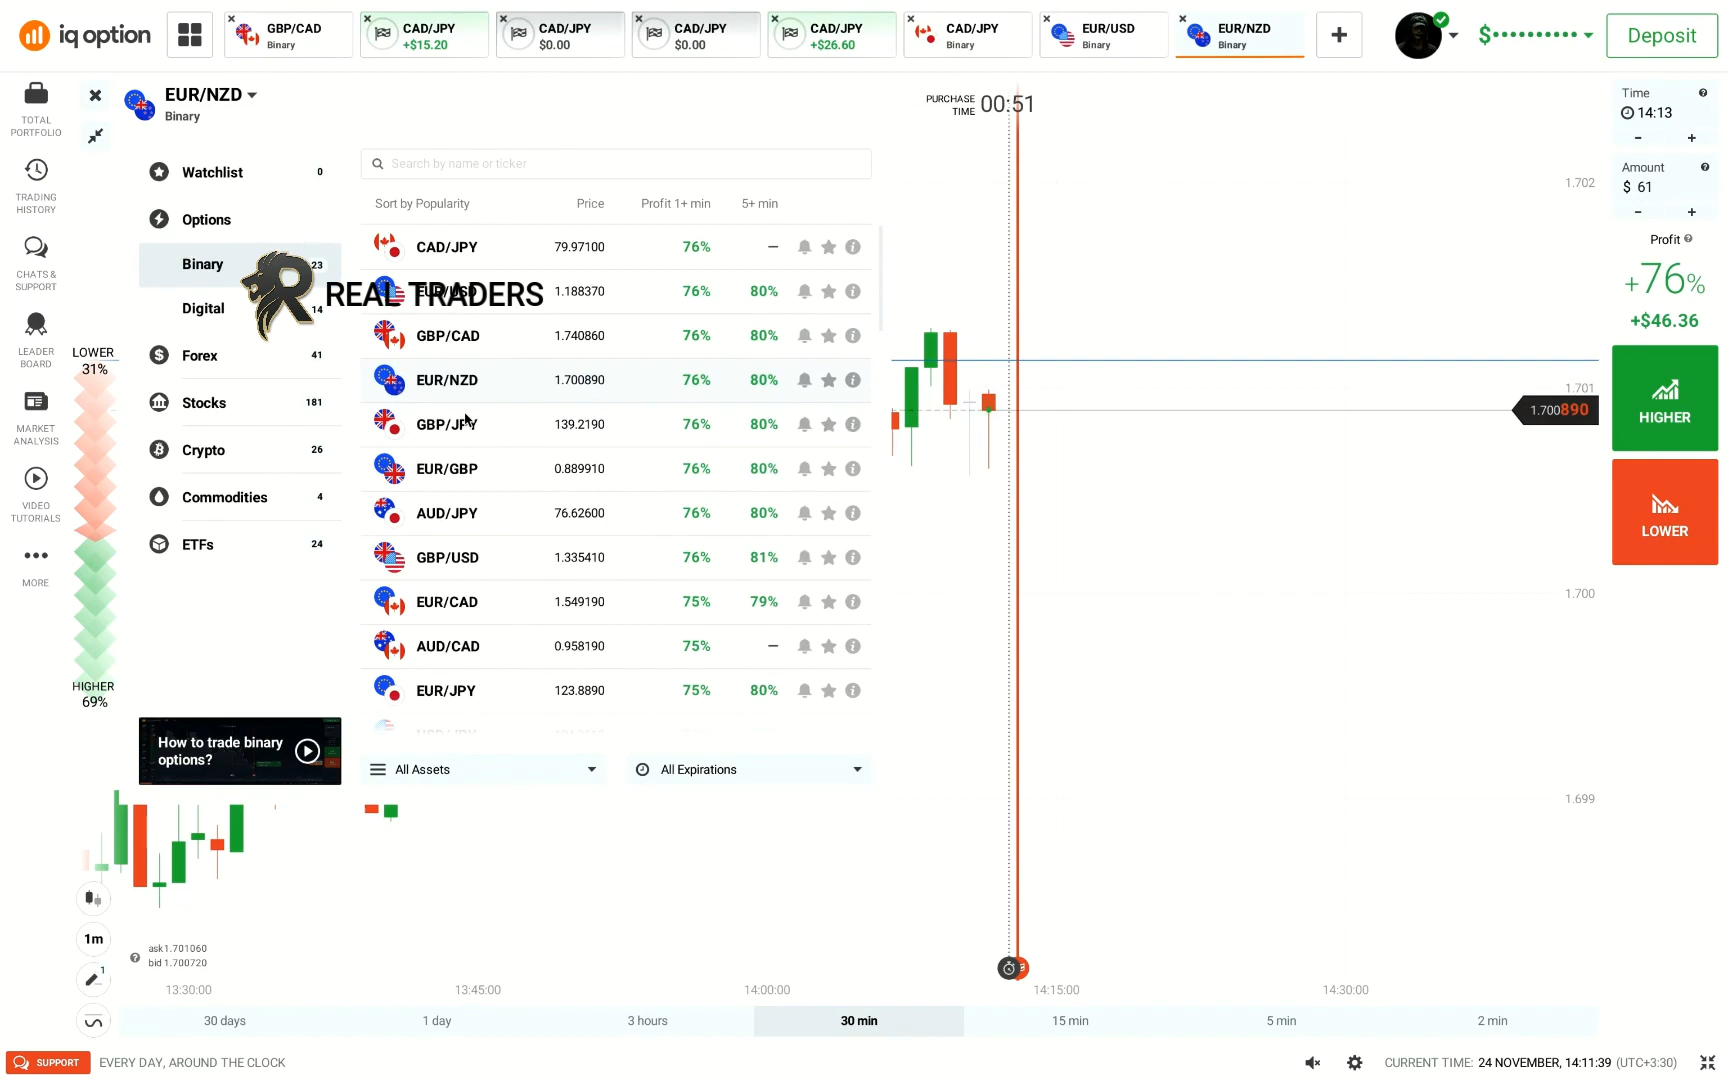 iq option
GBP/CAD
Binary
CAD/JPY
+$15.20
CAD/JPY
$0.00
CAD/JPY
$0.00
CAD/JPY
+$26.60
CAD/JPY
Binary
EUR/USD
Binary
EUR/NZD
Binary
$••••••••••
Deposit
TOTAL
PORTFOLIO
TRADING
HISTORY
CHATS &
SUPPORT
LEADER
BOARD
MARKET
ANALYSIS
VIDEO
TUTORIALS
MORE
EUR/NZD
Binary
PURCHASE
TIME
00:51
Watchlist 0
Options
Binary 23
Digital 14
Forex 41
Stocks 181
Crypto 26
Commodities 4
ETFs 24
REAL TRADERS
LOWER
31%
HIGHER
69%
How to trade binary
options?
Search by name or ticker
Sort by Popularity Price Profit 1+ min 5+ min
CAD/JPY 79.97100 76% –
EUR/USD 1.188370 76% 80%
GBP/CAD 1.740860 76% 80%
EUR/NZD 1.700890 76% 80%
GBP/JPY 139.2190 76% 80%
EUR/GBP 0.889910 76% 80%
AUD/JPY 76.62600 76% 80%
GBP/USD 1.335410 76% 81%
EUR/CAD 1.549190 75% 79%
AUD/CAD 0.958190 75% –
EUR/JPY 123.8890 75% 80%
All Assets
All Expirations
1.702
1.701
1.700890
1.700
1.699
Time
14:13
- +
Amount
$ 61
- +
Profit
+76%
+$46.36
HIGHER
LOWER
1m
1
ask 1.701060
bid 1.700720
13:30:00 13:45:00 14:00:00 14:15:00 14:30:00
30 days 1 day 3 hours 30 min 15 min 5 min 2 min
SUPPORT
EVERY DAY, AROUND THE CLOCK
CURRENT TIME: 24 NOVEMBER, 14:11:39 (UTC+3:30)